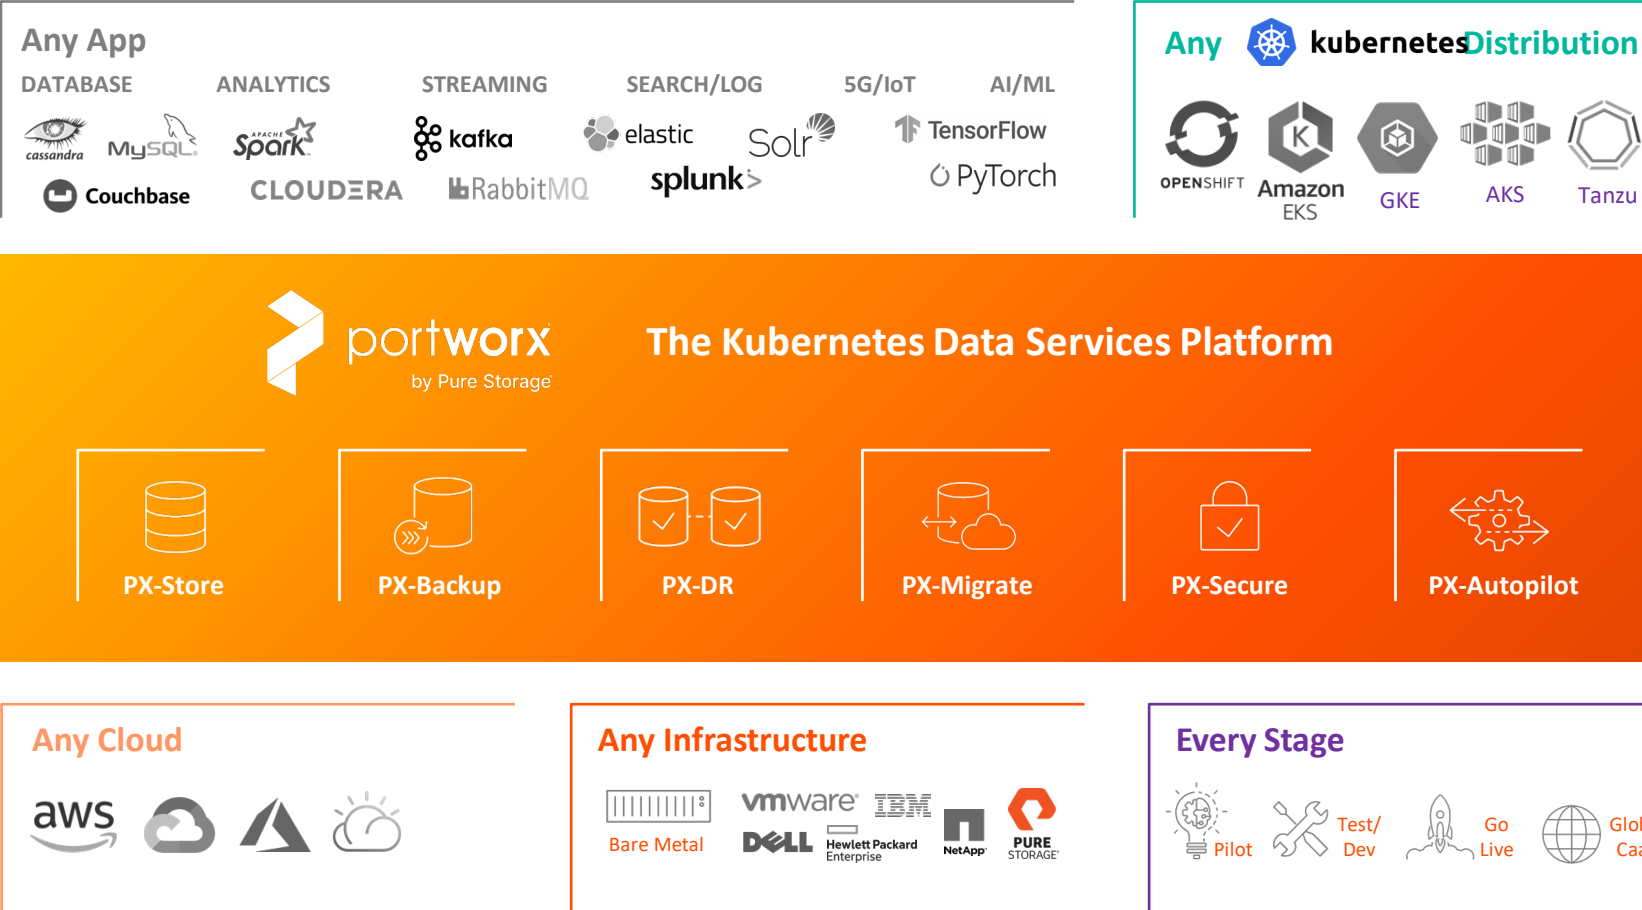 Any App
DATABASE ANALYTICS STREAMING SEARCH/LOG 5G/IoT AI/ML
cassandra MySQL APACHE Spark kafka elastic Solr TensorFlow
Couchbase CLOUDERA RabbitMQ splunk> PyTorch
Any kubernetes Distribution
OPENSHIFT Amazon EKS GKE AKS Tanzu
portworx
by Pure Storage
The Kubernetes Data Services Platform
PX-Store PX-Backup PX-DR PX-Migrate PX-Secure PX-Autopilot
Any Cloud
aws
Any Infrastructure
Bare Metal
vmware IBM
DELL Hewlett Packard
Enterprise
NetApp
PURE
STORAGE
Every Stage
Pilot
Test/
Dev
Go
Live